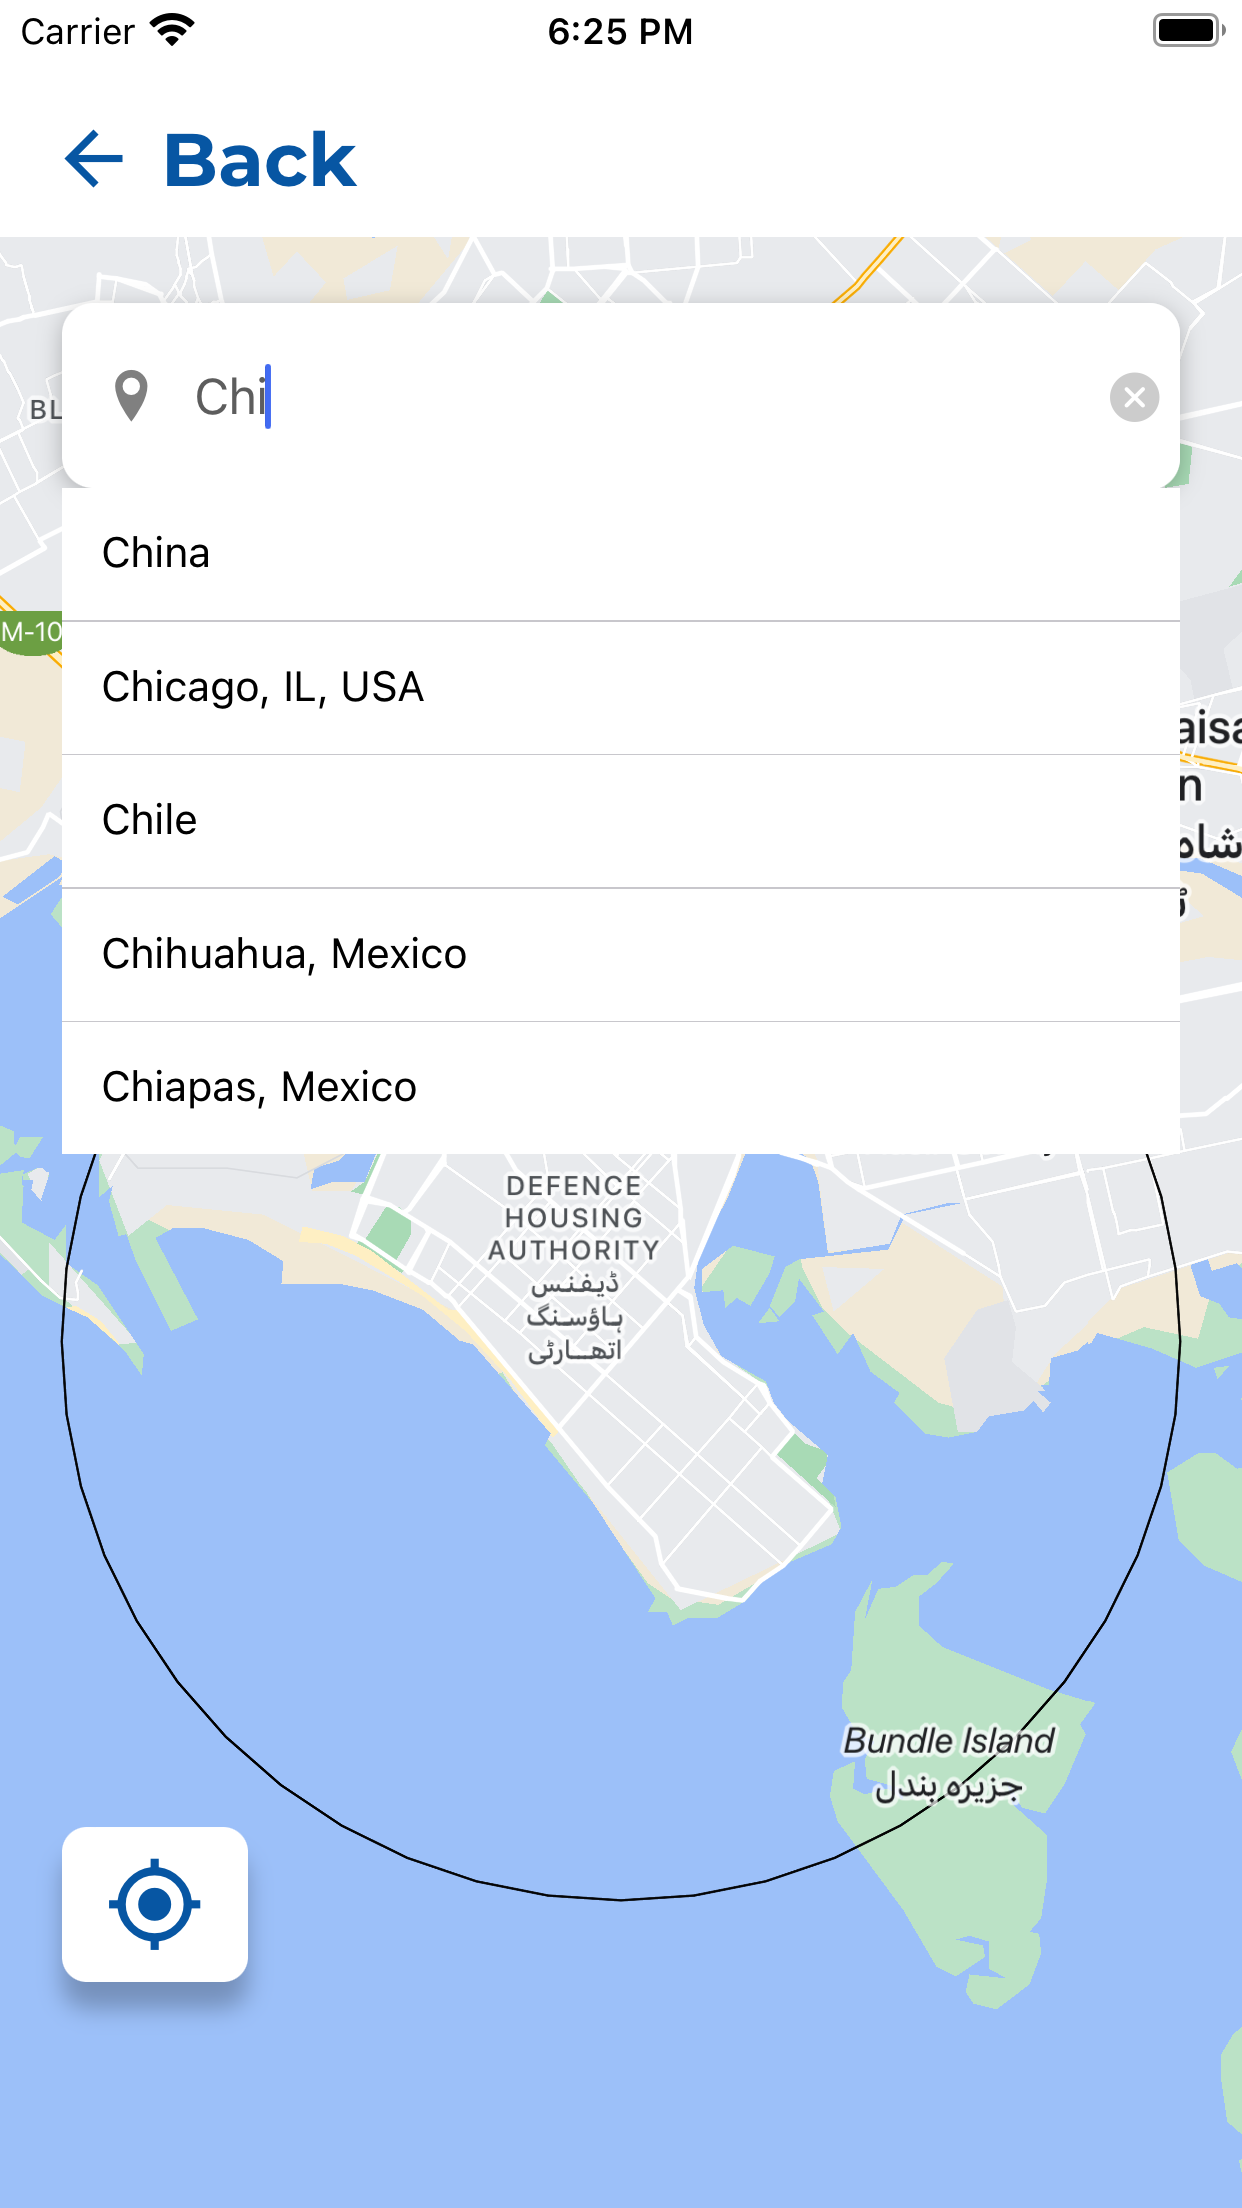 Carrier
6:25 PM
Back
Chi
BL
China
M-10
Chicago, IL, USA
aisa
n
شاہ
Chile
Chihuahua, Mexico
Chiapas, Mexico
DEFENCE
HOUSING
AUTHORITY
ڈیفنس
ہاؤسنگ
اتھارٹی
Bundle Island
جزیرہ بندل